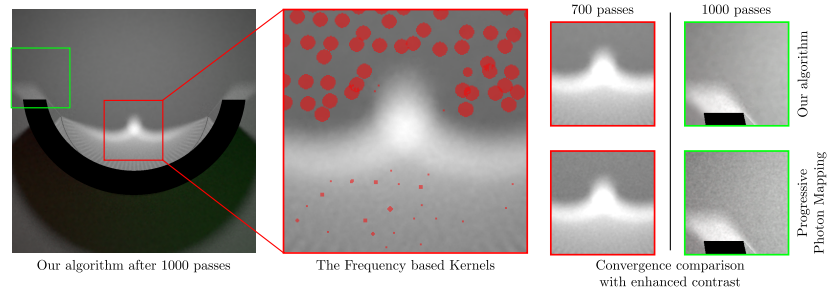 700 passes
1000 passes
Our algorithm
Progressive
Photon Mapping
Our algorithm after 1000 passes
The Frequency based Kernels
Convergence comparison
with enhanced contrast